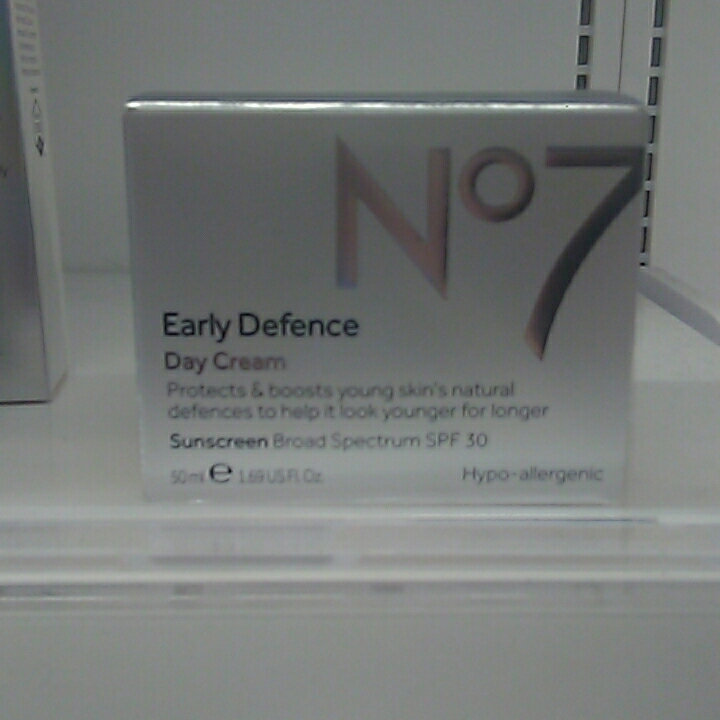 Nº7
Early Defence
Day Cream
Protects & boosts young skin's natural
defences to help it look younger for longer
Sunscreen Broad Spectrum SPF 30
50ml e 1.69 US Fl. Oz.
Hypo-allergenic